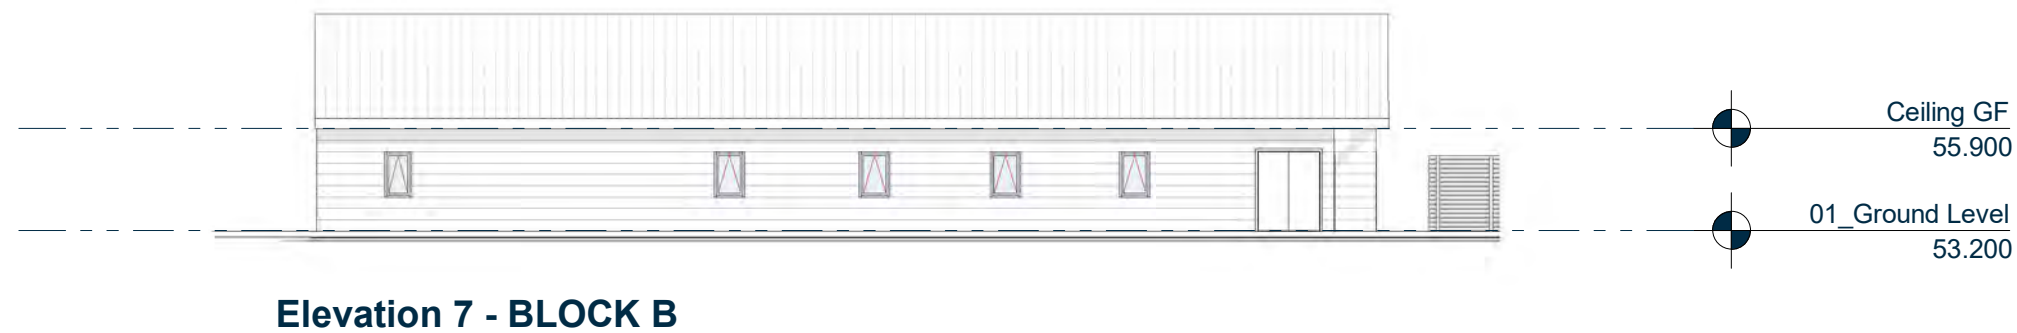 Ceiling GF
55.900
01_Ground Level
53.200
Elevation 7 - BLOCK B